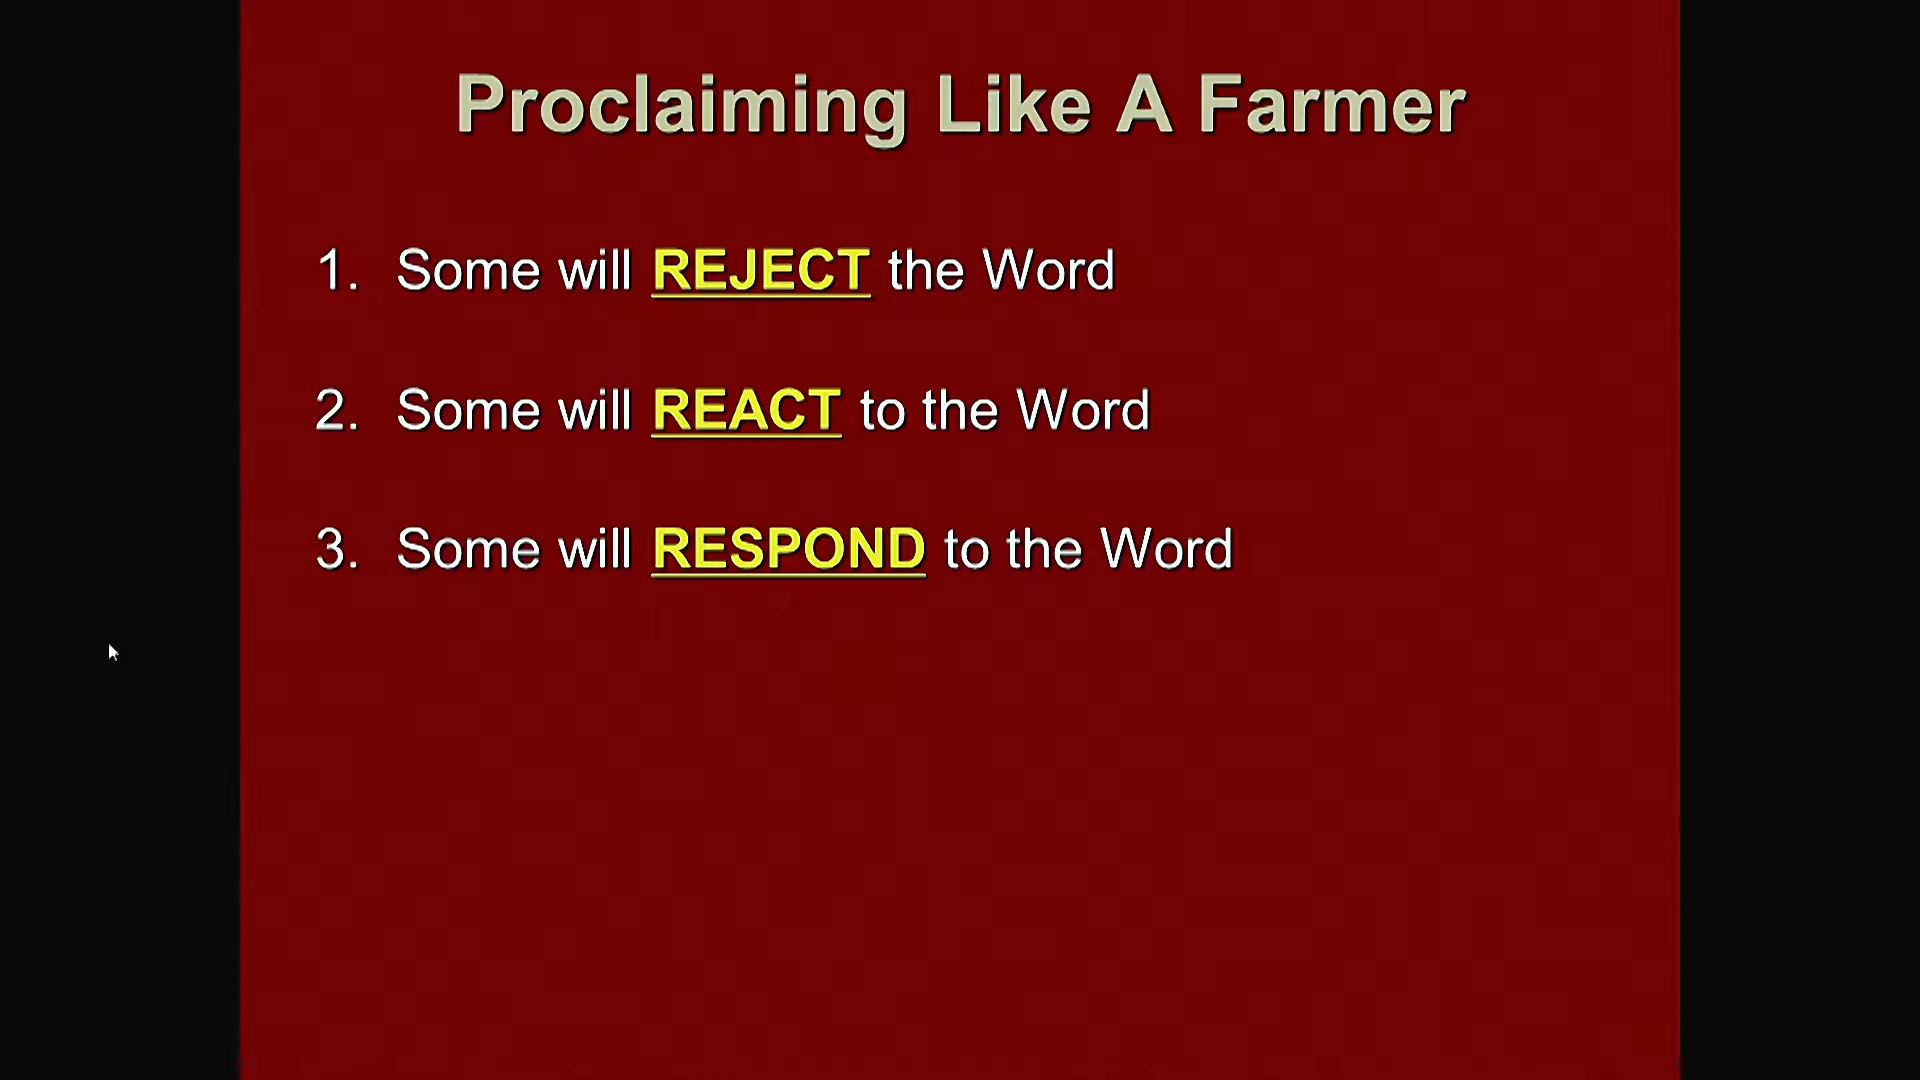 Proclaiming Like A Farmer
1. Some will REJECT the Word
2. Some will REACT to the Word
3. Some will RESPOND to the Word